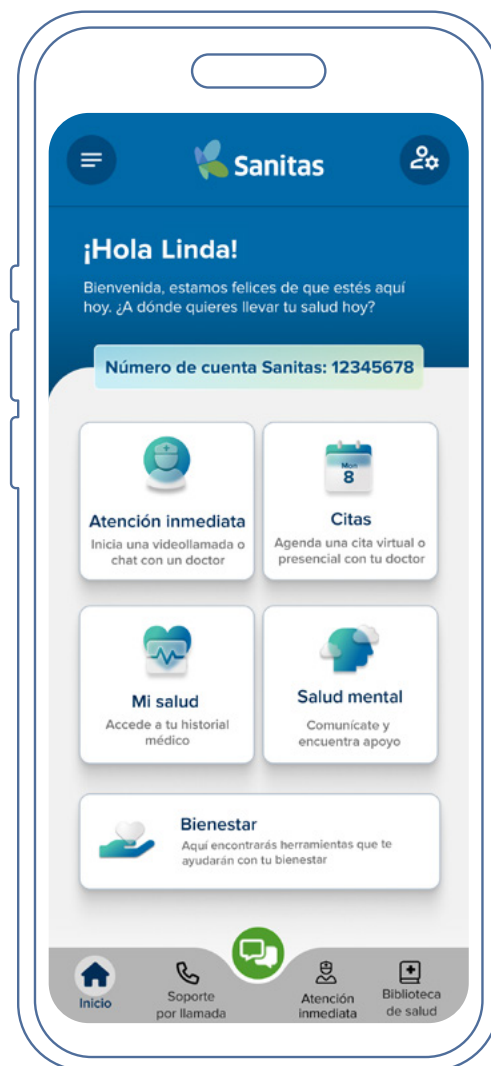 Sanitas
¡Hola Linda!
Bienvenida, estamos felices de que estés aquí
hoy. ¿A dónde quieres llevar tu salud hoy?
Número de cuenta Sanitas: 12345678
Atención inmediata
Inicia una videollamada o
chat con un doctor
Mon
8
Citas
Agenda una cita virtual o
presencial con tu doctor
Mi salud
Accede a tu historial
médico
Salud mental
Comunícate y
encuentra apoyo
Bienestar
Aquí encontrarás herramientas que te
ayudarán con tu bienestar
Inicio
Soporte
por llamada
Atención
inmediata
Biblioteca
de salud